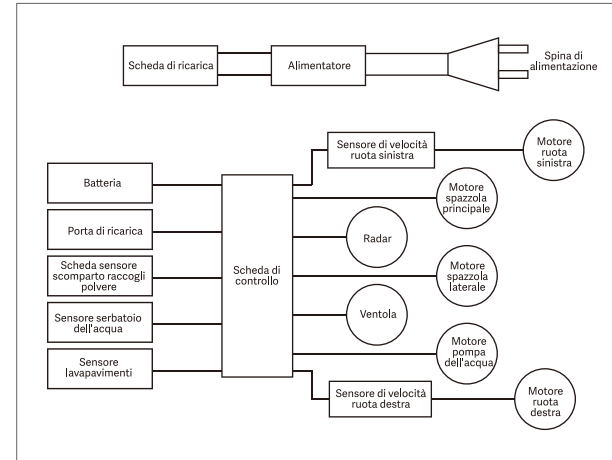 Scheda di ricarica
Alimentatore
Spina di
alimentazione
Sensore di velocità
ruota sinistra
Motore
ruota
sinistra
Batteria
Motore
spazzola
principale
Porta di ricarica
Radar
Scheda sensore
scomparto raccogli
polvere
Scheda di
controllo
Motore
spazzola
laterale
Sensore serbatoio
dell'acqua
Ventola
Sensore
lavapavimenti
Motore
pompa
dell'acqua
Sensore di velocità
ruota destra
Motore
ruota
destra